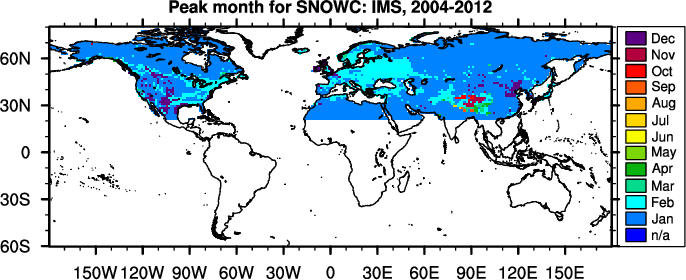 Peak month for SNOWC: IMS, 2004-2012
60N
30N
0
30S
60S
150W 120W 90W 60W 30W 0 30E 60E 90E 120E 150E
Dec
Nov
Oct
Sep
Aug
Jul
Jun
May
Apr
Mar
Feb
Jan
n/a